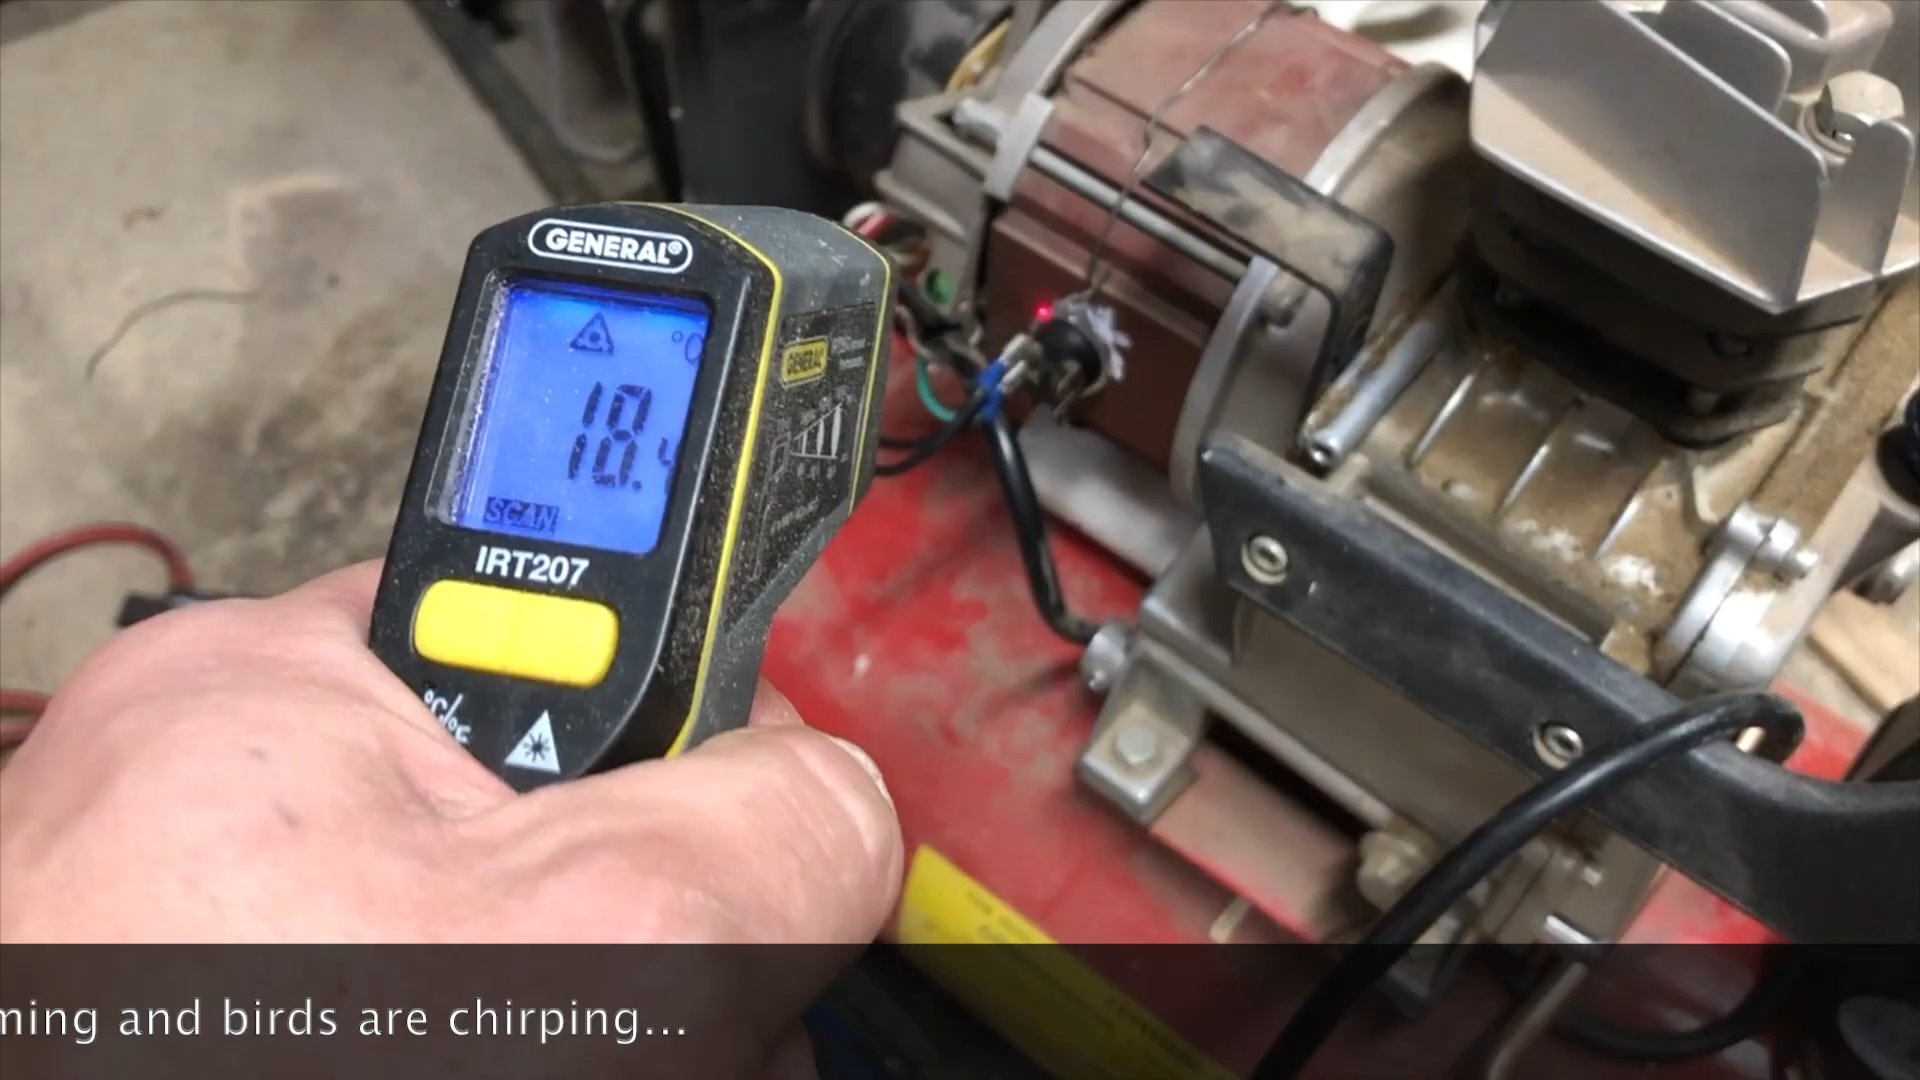 GENERAL®
°C
18.4
SCAN
IRT207
°C/°F
GENERAL
ming and birds are chirping...